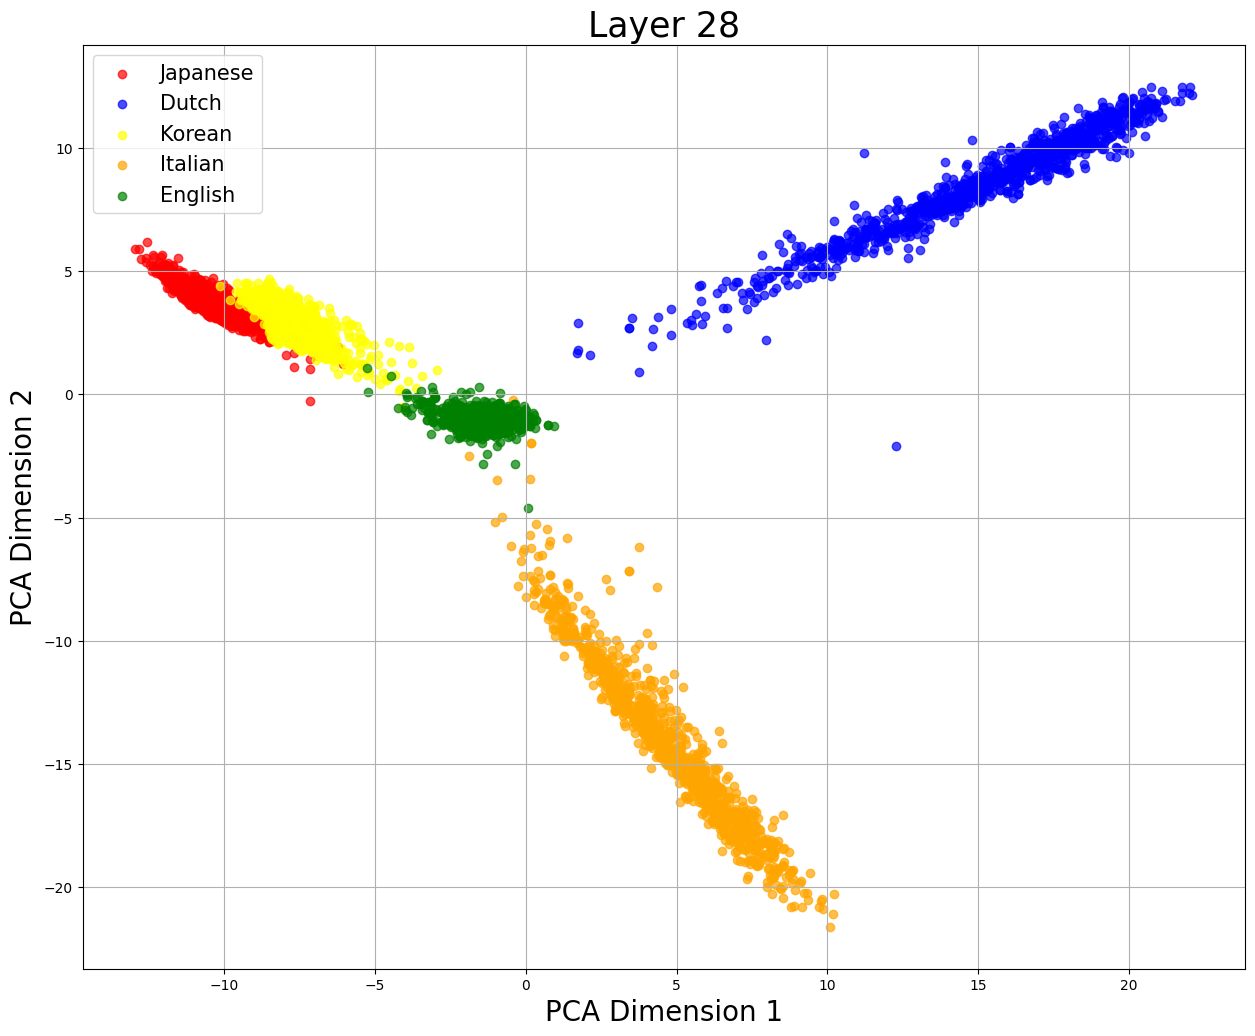 Layer 28
Japanese
Dutch
Korean
Italian
English
PCA Dimension 2
10
5
0
−5
−10
−15
−20
−10
−5
0
5
10
15
20
PCA Dimension 1